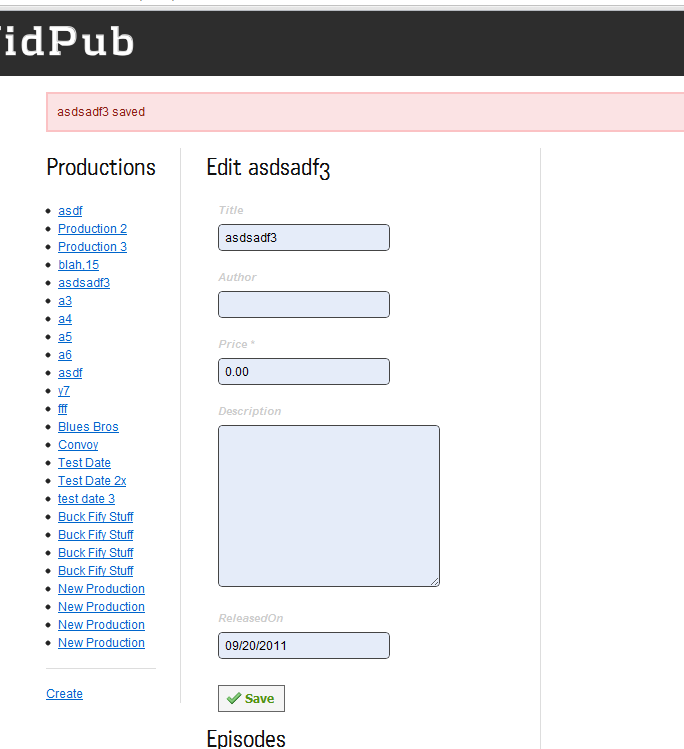 idPub
asdsadf3 saved
Productions
asdf
Production 2
Production 3
blah,15
asdsadf3
a3
a4
a5
a6
asdf
y7
fff
Blues Bros
Convoy
Test Date
Test Date 2x
test date 3
Buck Fify Stuff
Buck Fify Stuff
Buck Fify Stuff
Buck Fify Stuff
New Production
New Production
New Production
New Production
Create
Edit asdsadf3
Title
asdsadf3
Author
Price *
0.00
Description
ReleasedOn
09/20/2011
Save
Episodes